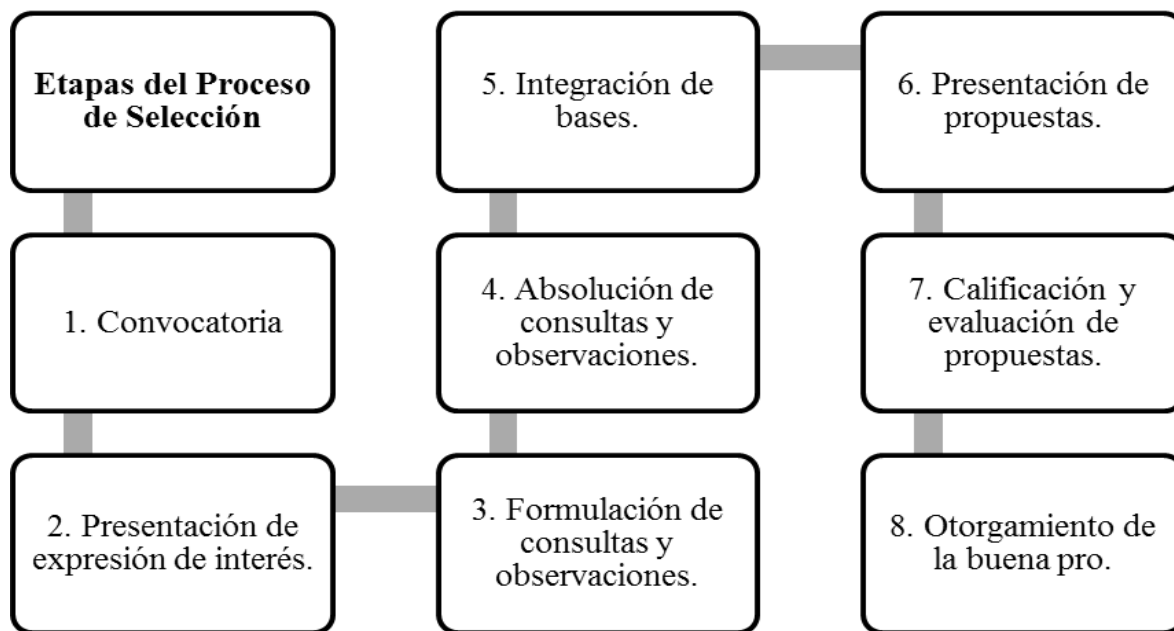 Etapas del Proceso
de Selección
1. Convocatoria
2. Presentación de
expresión de interés.
3. Formulación de
consultas y
observaciones.
4. Absolución de
consultas y
observaciones.
5. Integración de
bases.
6. Presentación de
propuestas.
7. Calificación y
evaluación de
propuestas.
8. Otorgamiento de
la buena pro.